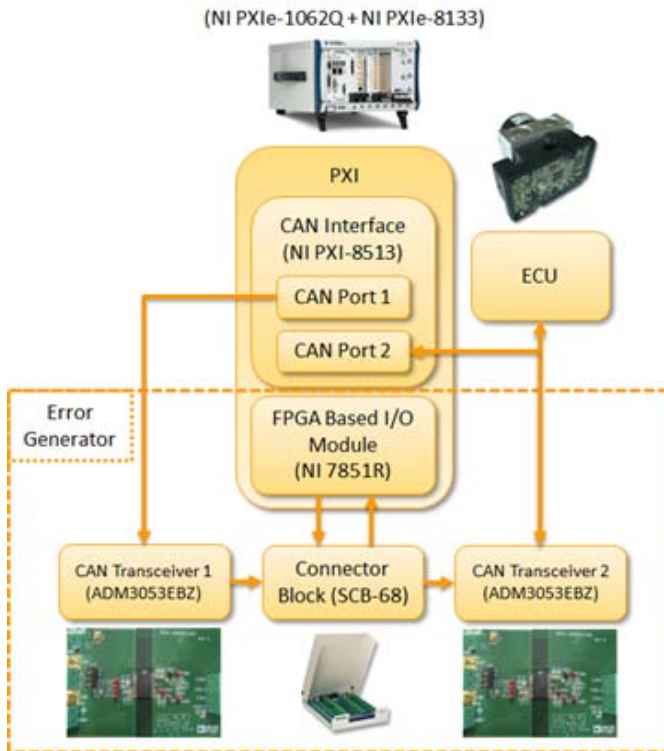 (NI PXIe-1062Q + NI PXIe-8133)
PXI
CAN Interface
(NI PXI-8513)
CAN Port 1
CAN Port 2
ECU
Error
Generator
FPGA Based I/O
Module
(NI 7851R)
CAN Transceiver 1
(ADM3053EBZ)
Connector
Block (SCB-68)
CAN Transceiver 2
(ADM3053EBZ)